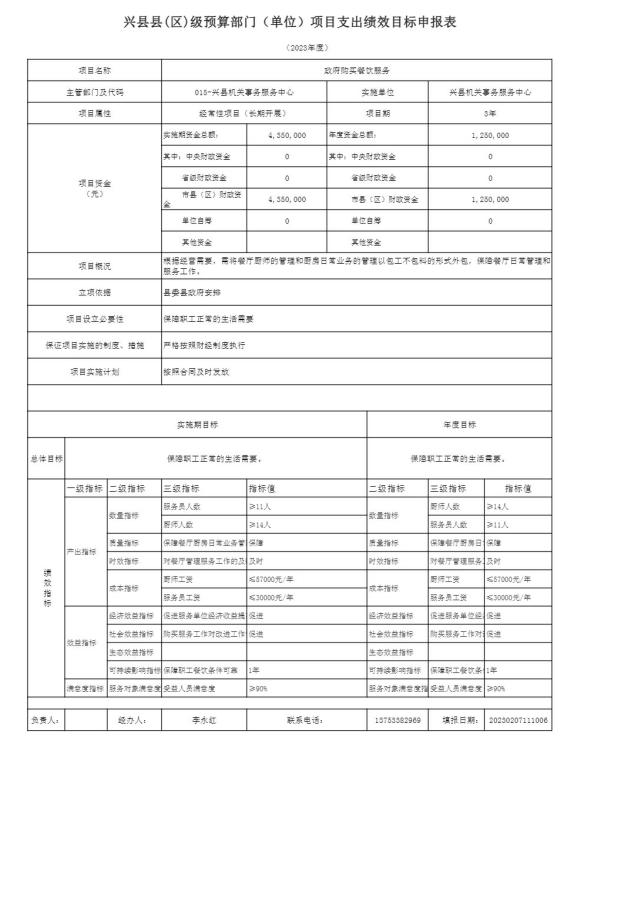 兴县县(区)级预算部门（单位）项目支出绩效目标申报表
（2023年度）
项目名称 政府购买餐饮服务
主管部门及代码 015-兴县机关事务服务中心 实施单位 兴县机关事务服务中心
项目属性 经常性项目（长期开展） 项目期 3年
项目资金
（元）
实施期资金总额： 4,350,000 年度资金总额： 1,250,000
其中：中央财政资金 0 其中：中央财政资金 0
省级财政资金 0 省级财政资金 0
市县（区）财政资金 4,350,000 市县（区）财政资金 1,250,000
单位自筹 0 单位自筹 0
其他资金 其他资金
项目概况 根据经营需要，需将餐厅厨师的管理和厨房日常业务的管理以包工不包料的形式外包，保障餐厅日常管理和
服务工作。
立项依据 县委县政府安排
项目设立必要性 保障职工正常的生活需要
保证项目实施的制度、措施 严格按照财经制度执行
项目实施计划 按照合同及时发放
实施期目标 年度目标
总体目标 保障职工正常的生活需要。 保障职工正常的生活需要。
绩效指标
一级指标 二级指标 三级指标 指标值 二级指标 三级指标 指标值
产出指标 数量指标 服务员人数 ≥11人 数量指标 厨师人数 ≥14人
厨师人数 ≥14人 服务员人数 ≥11人
质量指标 保障餐厅厨房日常业务管 保障 质量指标 保障餐厅厨房日 保障
时效指标 对餐厅管理服务工作的及 及时 时效指标 对餐厅管理服务 及时
成本指标 厨师工资 ≤57000元/年 成本指标 厨师工资 ≤57000元/年
服务员工资 ≤30000元/年 服务员工资 ≤30000元/年
效益指标 经济效益指标 促进服务单位经济收益提 促进 经济效益指标 促进服务单位经 促进
社会效益指标 购买服务工作对改进工作 促进 社会效益指标 购买服务工作对 促进
生态效益指标 生态效益指标
可持续影响指标 保障职工餐饮条件可靠 1年 可持续影响指标 保障职工餐饮条 1年
满意度指标 服务对象满意度 受益人员满意度 ≥90% 服务对象满意度指 受益人员满意度 ≥90%
负责人： 经办人： 李永红 联系电话： 13753382969 填报日期： 20230207111006